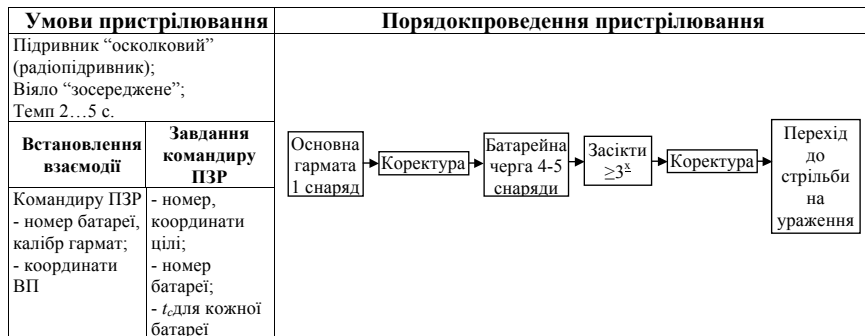 Умови пристрілювання
Порядокпроведення пристрілювання
Підривник “осколковий”
(радіопідривник);
Віяло “зосереджене”;
Темп 2…5 с.
Встановлення
взаємодії
Завдання
командиру
ПЗР
Командиру ПЗР
- номер батареї,
калібр гармат;
- координати
ВП
- номер,
координати
цілі;
- номер
батареї;
- tсдля кожної
батареї
Основна
гармата
1 снаряд
Коректура
Батарейна
черга 4-5
снаряди
Засікти
≥3х
Коректура
Перехід
до
стрільби
на
ураження